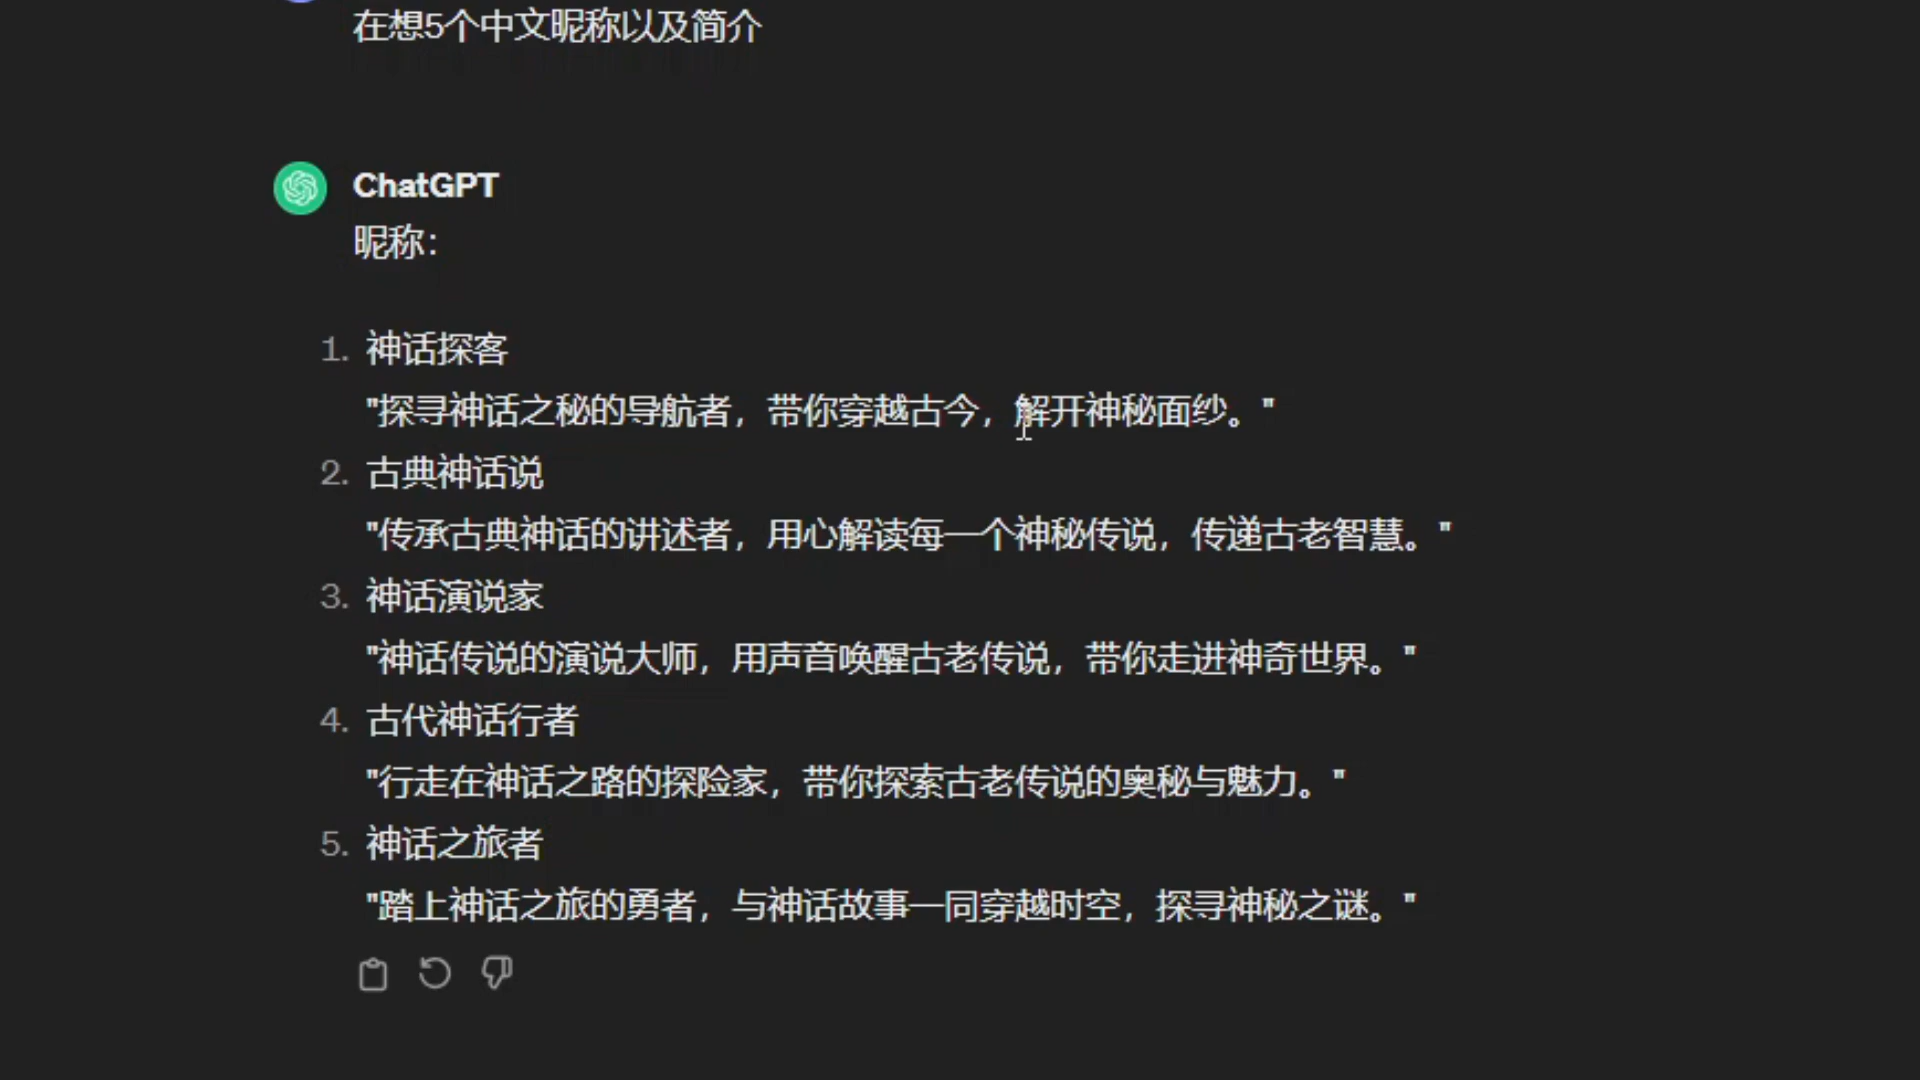 在想5个中文昵称以及简介
ChatGPT
昵称：
1. 神话探客
"探寻神话之秘的导航者，带你穿越古今，解开神秘面纱。"
2. 古典神话说
"传承古典神话的讲述者，用心解读每一个神秘传说，传递古老智慧。"
3. 神话演说家
"神话传说的演说大师，用声音唤醒古老传说，带你走进神奇世界。"
4. 古代神话行者
"行走在神话之路的探险家，带你探索古老传说的奥秘与魅力。"
5. 神话之旅者
"踏上神话之旅的勇者，与神话故事一同穿越时空，探寻神秘之谜。"